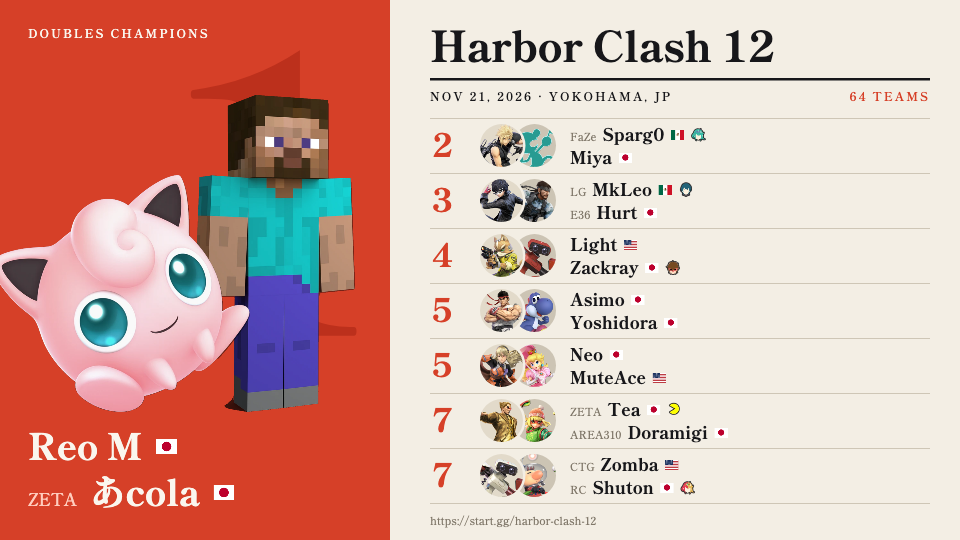 DOUBLES CHAMPIONS
1
Reo M
ZETA あcola
Harbor Clash 12
NOV 21, 2026 · YOKOHAMA, JP
64 TEAMS
2
FaZe Sparg0
Miya
3
LG MkLeo
E36 Hurt
4
Light
Zackray
5
Asimo
Yoshidora
5
Neo
MuteAce
7
ZETA Tea
AREA310 Doramigi
7
CTG Zomba
RC Shuton
https://start.gg/harbor-clash-12